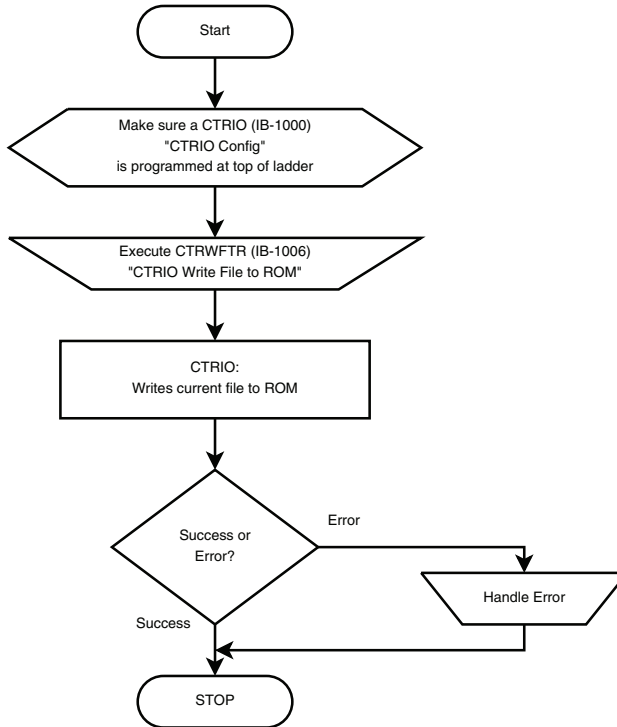 Start
Make sure a CTRIO (IB-1000)
"CTRIO Config"
is programmed at top of ladder
Execute CTRWFTR (IB-1006)
"CTRIO Write File to ROM"
CTRIO:
Writes current file to ROM
Success or
Error?
Error
Handle Error
Success
STOP